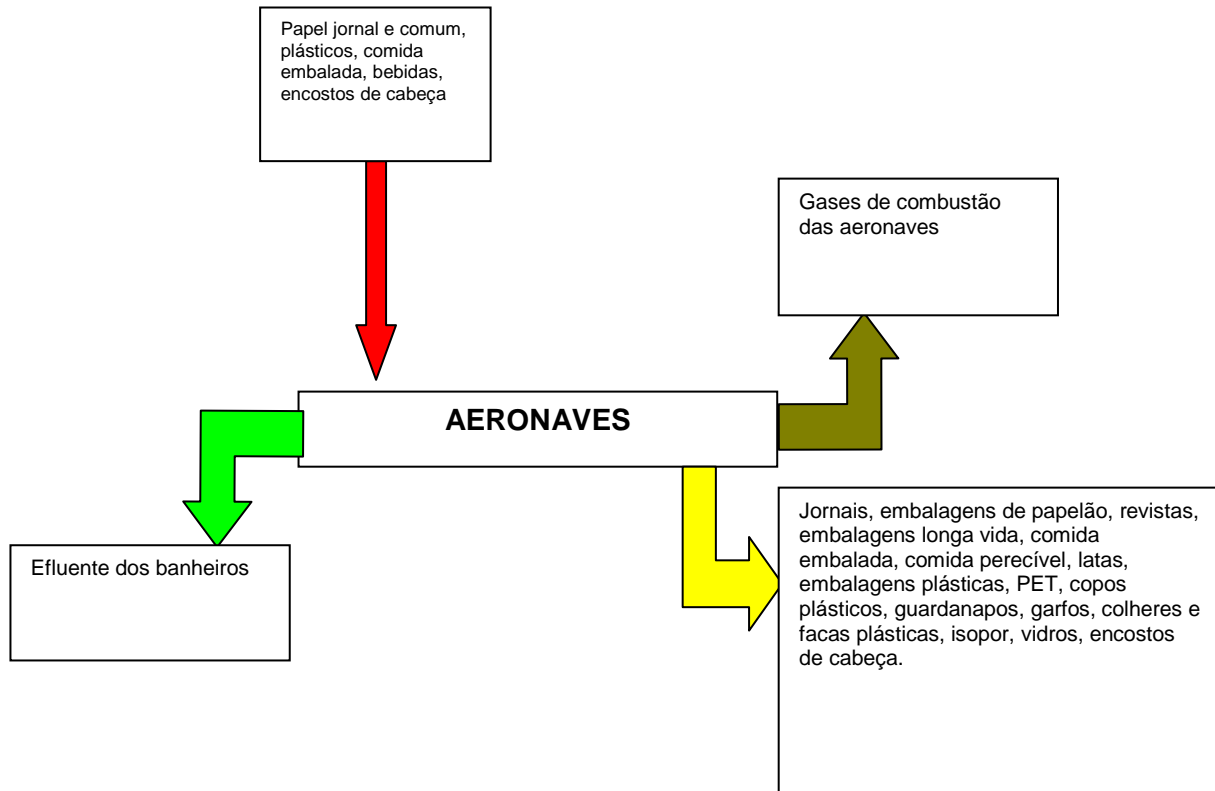 Papel jornal e comum,
plásticos, comida
embalada, bebidas,
encostos de cabeça
Gases de combustão
das aeronaves
AERONAVES
Efluente dos banheiros
Jornais, embalagens de papelão, revistas,
embalagens longa vida, comida
embalada, comida perecível, latas,
embalagens plásticas, PET, copos
plásticos, guardanapos, garfos, colheres e
facas plásticas, isopor, vidros, encostos
de cabeça.